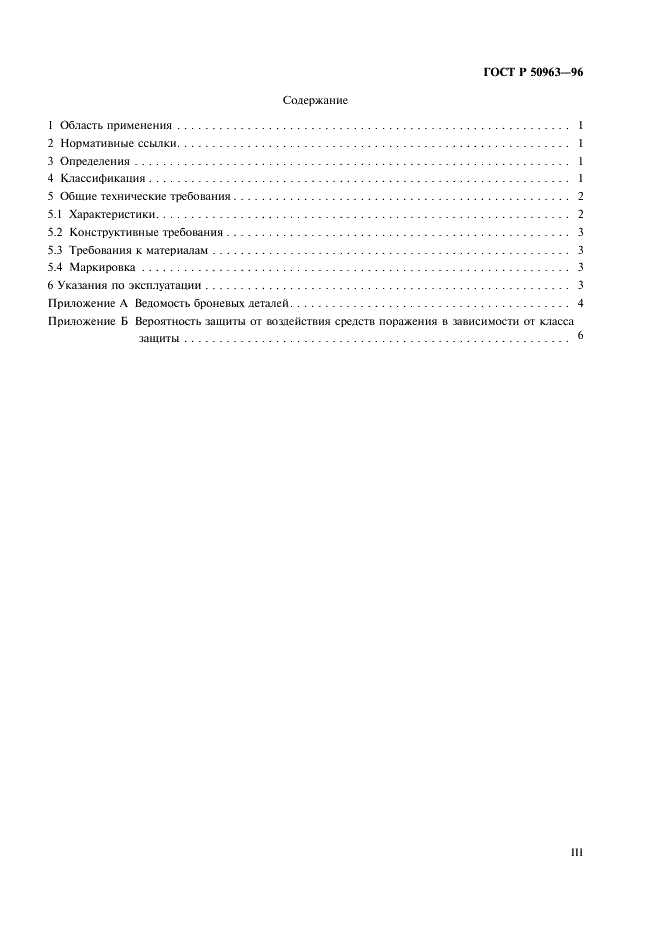 ГОСТ Р 50963—96
Содержание
1 Область применения . . . . . . . . . . . . . . . . . . . . . . . . . . . . . . . . . . . . . . . . . . . . . . . . . . . . . . . . 1
2 Нормативные ссылки. . . . . . . . . . . . . . . . . . . . . . . . . . . . . . . . . . . . . . . . . . . . . . . . . . . . . . . . 1
3 Определения . . . . . . . . . . . . . . . . . . . . . . . . . . . . . . . . . . . . . . . . . . . . . . . . . . . . . . . . . . . . . . 1
4 Классификация . . . . . . . . . . . . . . . . . . . . . . . . . . . . . . . . . . . . . . . . . . . . . . . . . . . . . . . . . . . . 1
5 Общие технические требования . . . . . . . . . . . . . . . . . . . . . . . . . . . . . . . . . . . . . . . . . . . . . . . . 2
5.1 Характеристики. . . . . . . . . . . . . . . . . . . . . . . . . . . . . . . . . . . . . . . . . . . . . . . . . . . . . . . . . . . 2
5.2 Конструктивные требования . . . . . . . . . . . . . . . . . . . . . . . . . . . . . . . . . . . . . . . . . . . . . . . . . 3
5.3 Требования к материалам . . . . . . . . . . . . . . . . . . . . . . . . . . . . . . . . . . . . . . . . . . . . . . . . . . . 3
5.4 Маркировка . . . . . . . . . . . . . . . . . . . . . . . . . . . . . . . . . . . . . . . . . . . . . . . . . . . . . . . . . . . . . 3
6 Указания по эксплуатации . . . . . . . . . . . . . . . . . . . . . . . . . . . . . . . . . . . . . . . . . . . . . . . . . . . . 3
Приложение А Ведомость броневых деталей. . . . . . . . . . . . . . . . . . . . . . . . . . . . . . . . . . . . . . . . 4
Приложение Б Вероятность защиты от воздействия средств поражения в зависимости от класса
защиты . . . . . . . . . . . . . . . . . . . . . . . . . . . . . . . . . . . . . . . . . . . . . . . . . . . . . . . 6
III